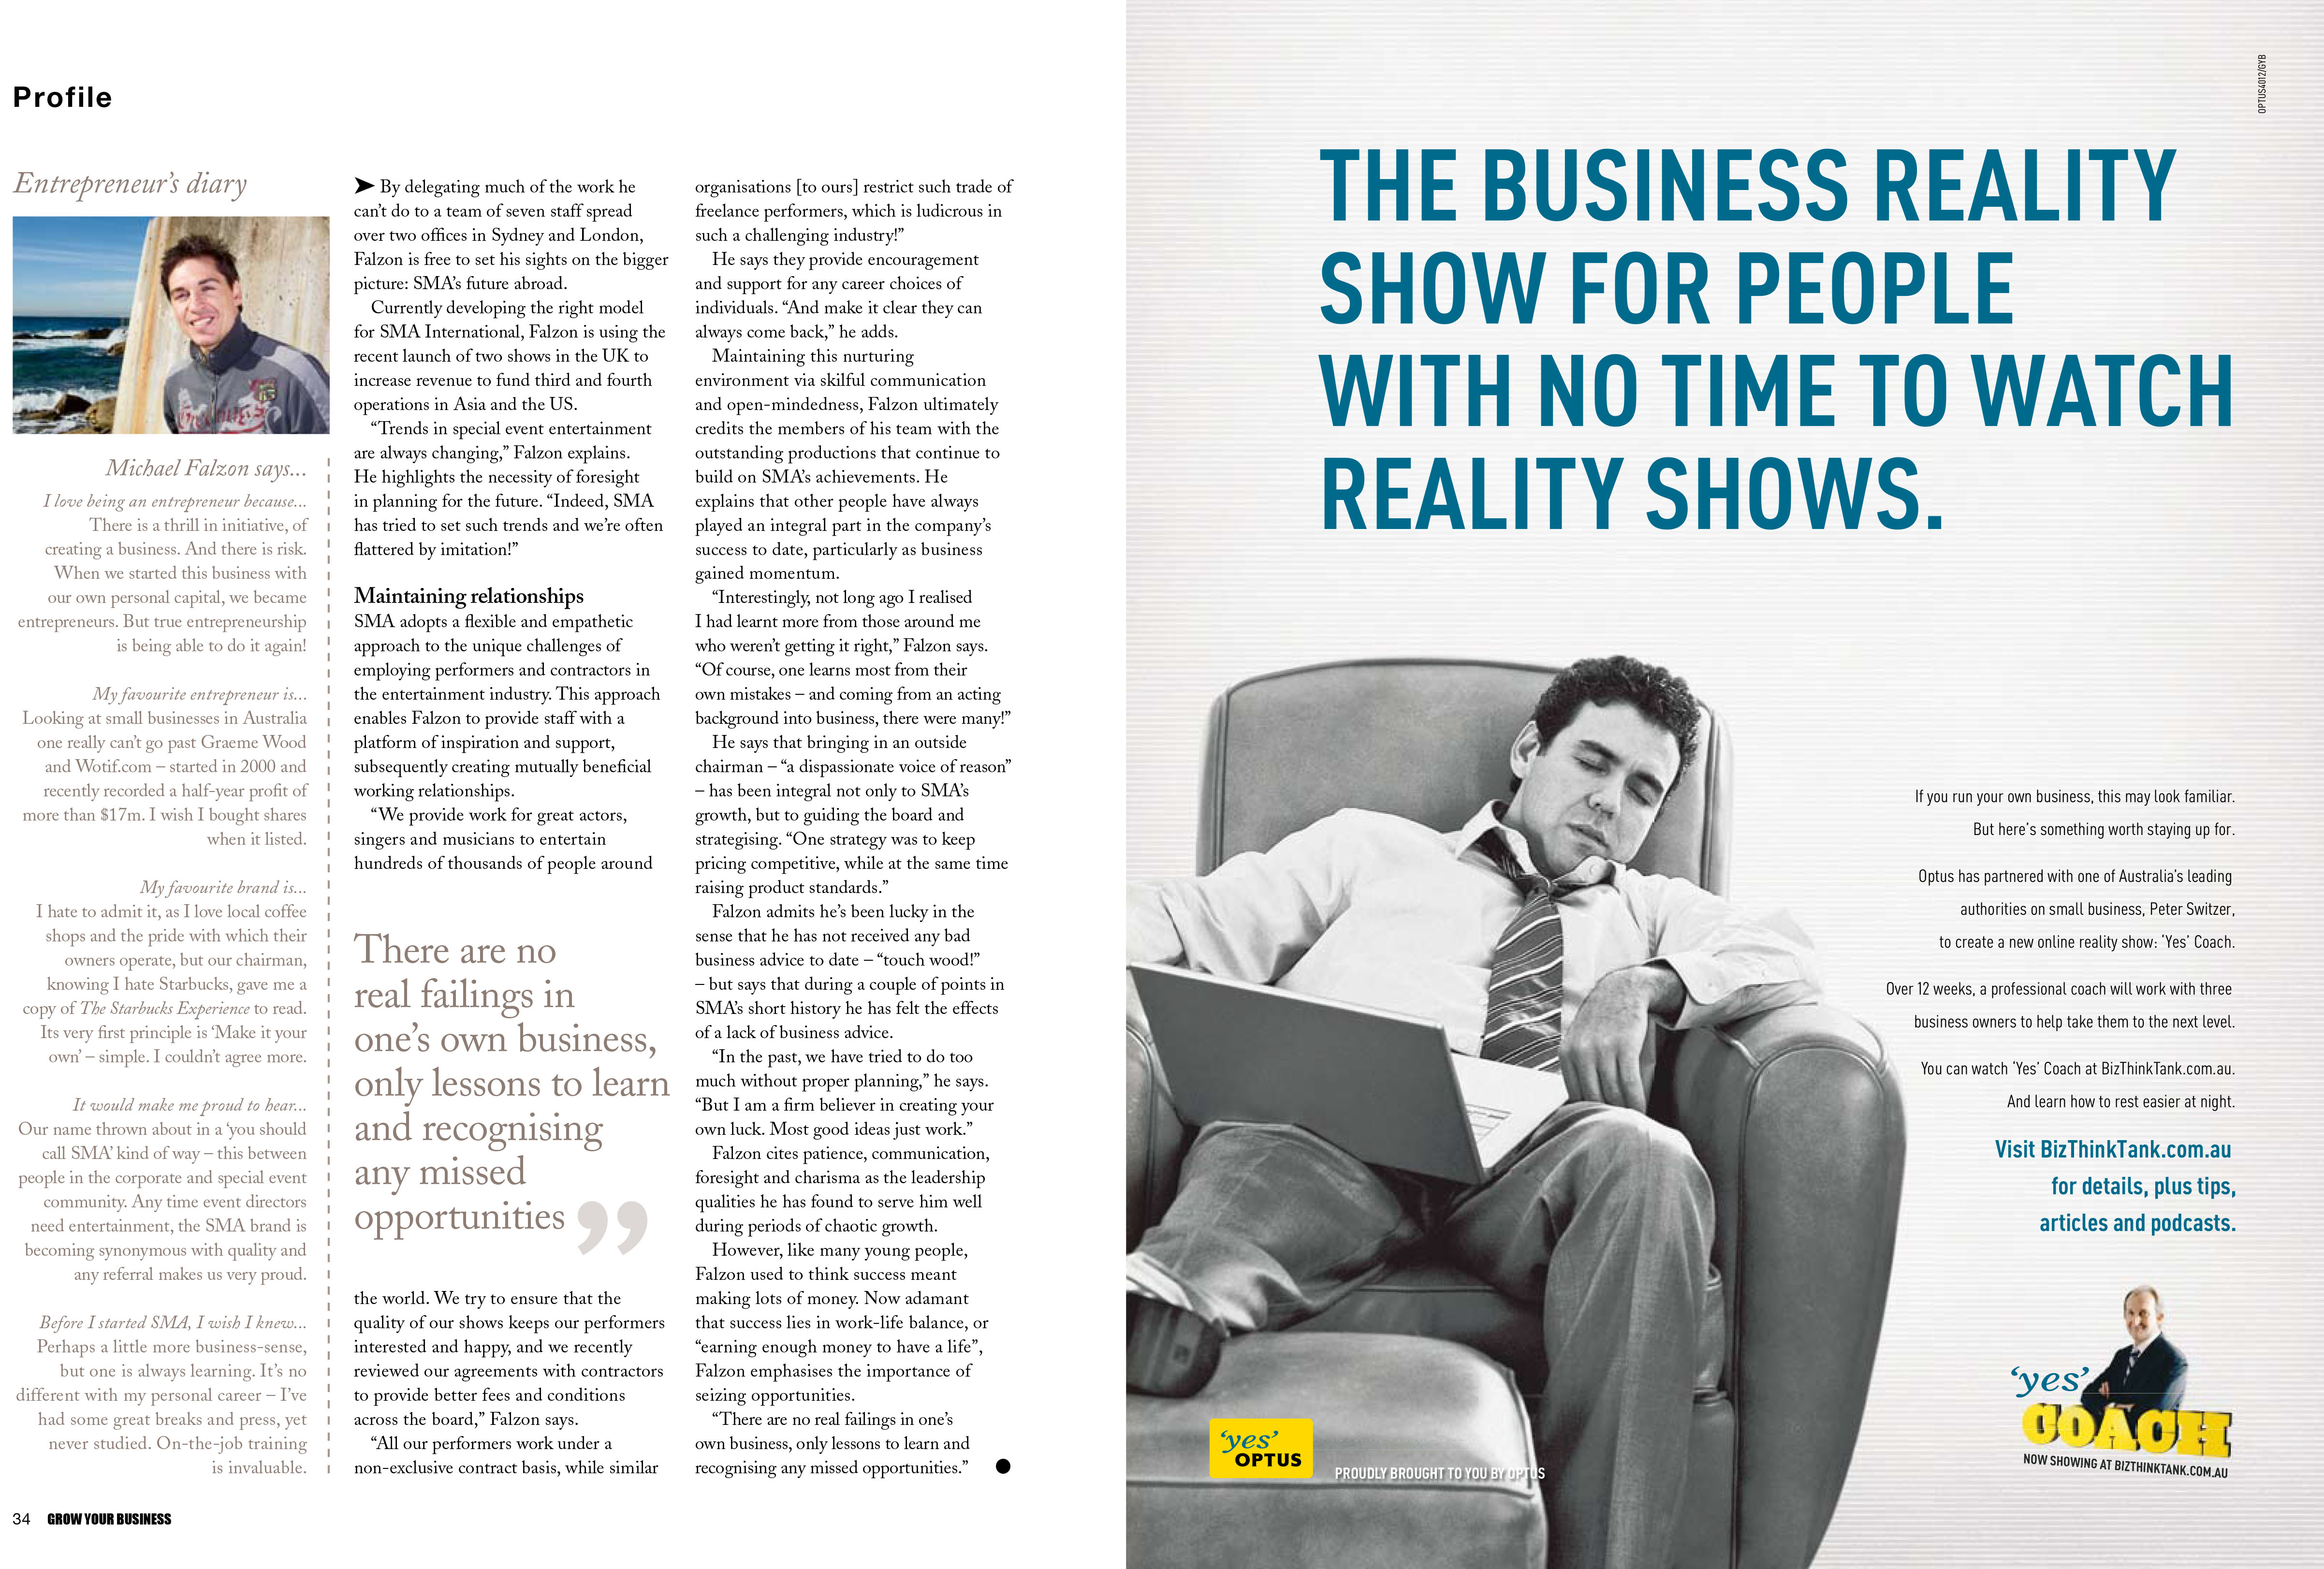 Profile
Entrepreneur's diary
Michael Falzon says...
I love being an entrepreneur because...
There is a thrill in initiative, of
creating a business. And there is risk.
When we started this business with
our own personal capital, we became
entrepreneurs. But true entrepreneurship
is being able to do it again!
My favourite entrepreneur is...
Looking at small businesses in Australia
one really can't go past Graeme Wood
and Wotif.com – started in 2000 and
recently recorded a half-year profit of
more than $17m. I wish I bought shares
when it listed.
My favourite brand is...
I hate to admit it, as I love local coffee
shops and the pride with which their
owners operate, but our chairman,
knowing I hate Starbucks, gave me a
copy of The Starbucks Experience to read.
Its very first principle is 'Make it your
own' – simple. I couldn't agree more.
It would make me proud to hear...
Our name thrown about in a 'you should
call SMA' kind of way – this between
people in the corporate and special event
community. Any time event directors
need entertainment, the SMA brand is
becoming synonymous with quality and
any referral makes us very proud.
Before I started SMA, I wish I knew...
Perhaps a little more business-sense,
but one is always learning. It's no
different with my personal career – I've
had some great breaks and press, yet
never studied. On-the-job training
is invaluable.
➤ By delegating much of the work he
can't do to a team of seven staff spread
over two offices in Sydney and London,
Falzon is free to set his sights on the bigger
picture: SMA's future abroad.
Currently developing the right model
for SMA International, Falzon is using the
recent launch of two shows in the UK to
increase revenue to fund third and fourth
operations in Asia and the US.
"Trends in special event entertainment
are always changing," Falzon explains.
He highlights the necessity of foresight
in planning for the future. "Indeed, SMA
has tried to set such trends and we're often
flattered by imitation!"
Maintaining relationships
SMA adopts a flexible and empathetic
approach to the unique challenges of
employing performers and contractors in
the entertainment industry. This approach
enables Falzon to provide staff with a
platform of inspiration and support,
subsequently creating mutually beneficial
working relationships.
"We provide work for great actors,
singers and musicians to entertain
hundreds of thousands of people around
There are no
real failings in
one's own business,
only lessons to learn
and recognising
any missed
opportunities ”
the world. We try to ensure that the
quality of our shows keeps our performers
interested and happy, and we recently
reviewed our agreements with contractors
to provide better fees and conditions
across the board," Falzon says.
"All our performers work under a
non-exclusive contract basis, while similar
organisations [to ours] restrict such trade of
freelance performers, which is ludicrous in
such a challenging industry!"
He says they provide encouragement
and support for any career choices of
individuals. "And make it clear they can
always come back," he adds.
Maintaining this nurturing
environment via skilful communication
and open-mindedness, Falzon ultimately
credits the members of his team with the
outstanding productions that continue to
build on SMA's achievements. He
explains that other people have always
played an integral part in the company's
success to date, particularly as business
gained momentum.
"Interestingly, not long ago I realised
I had learnt more from those around me
who weren't getting it right," Falzon says.
"Of course, one learns most from their
own mistakes – and coming from an acting
background into business, there were many!"
He says that bringing in an outside
chairman – "a dispassionate voice of reason"
– has been integral not only to SMA's
growth, but to guiding the board and
strategising. "One strategy was to keep
pricing competitive, while at the same time
raising product standards."
Falzon admits he's been lucky in the
sense that he has not received any bad
business advice to date – "touch wood!"
– but says that during a couple of points in
SMA's short history he has felt the effects
of a lack of business advice.
"In the past, we have tried to do too
much without proper planning," he says.
"But I am a firm believer in creating your
own luck. Most good ideas just work."
Falzon cites patience, communication,
foresight and charisma as the leadership
qualities he has found to serve him well
during periods of chaotic growth.
However, like many young people,
Falzon used to think success meant
making lots of money. Now adamant
that success lies in work-life balance, or
"earning enough money to have a life",
Falzon emphasises the importance of
seizing opportunities.
"There are no real failings in one's
own business, only lessons to learn and
recognising any missed opportunities."
34 GROW YOUR BUSINESS
OPTUS4012/GYB
THE BUSINESS REALITY
SHOW FOR PEOPLE
WITH NO TIME TO WATCH
REALITY SHOWS.
If you run your own business, this may look familiar.
But here's something worth staying up for.
Optus has partnered with one of Australia's leading
authorities on small business, Peter Switzer,
to create a new online reality show: 'Yes' Coach.
Over 12 weeks, a professional coach will work with three
business owners to help take them to the next level.
You can watch 'Yes' Coach at BizThinkTank.com.au.
And learn how to rest easier at night.
Visit BizThinkTank.com.au
for details, plus tips,
articles and podcasts.
'yes'
COACH
NOW SHOWING AT BIZTHINKTANK.COM.AU
'yes'
OPTUS
PROUDLY BROUGHT TO YOU BY OPTUS